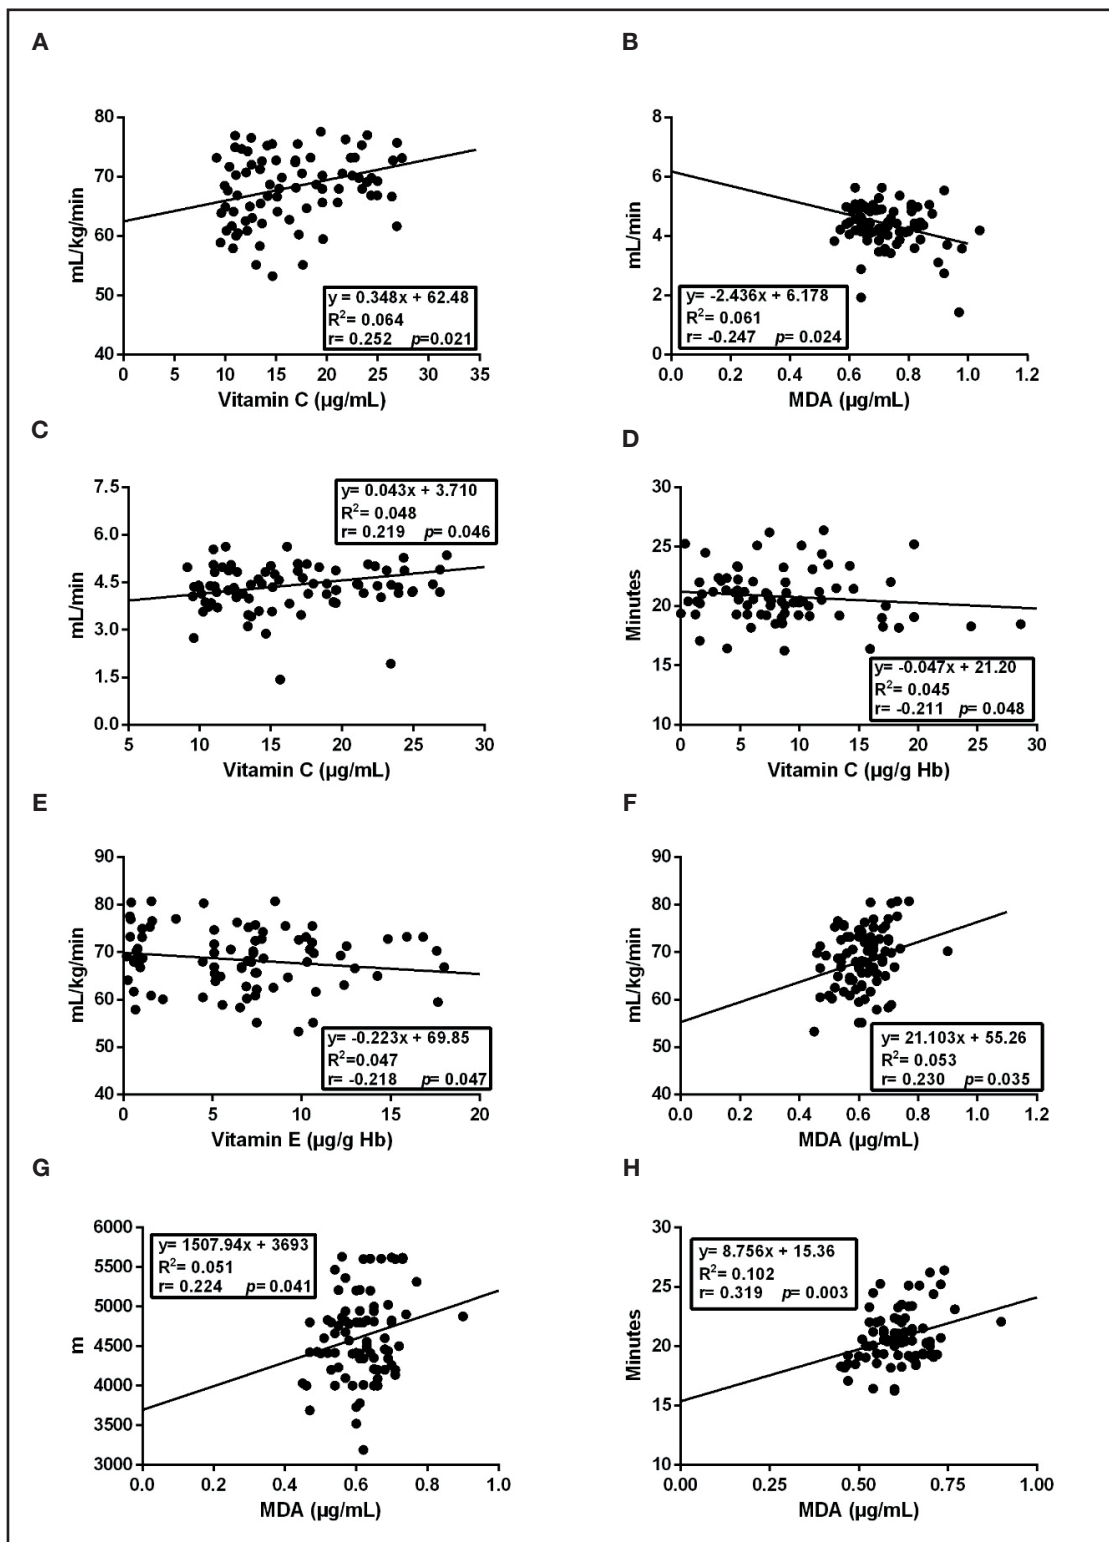 A
80
70
60
50
40
mL/kg/min
0 5 10 15 20 25 30 35
Vitamin C (µg/mL)
y = 0.348x + 62.48
R²= 0.064
r= 0.252 p=0.021
B
8
6
4
2
0
mL/min
0.0 0.2 0.4 0.6 0.8 1.0 1.2
MDA (µg/mL)
y= -2.436x + 6.178
R²= 0.061
r= -0.247 p= 0.024
C
7.5
6.0
4.5
3.0
1.5
0.0
mL/min
5 10 15 20 25 30
Vitamin C (µg/mL)
y= 0.043x + 3.710
R²= 0.048
r= 0.219 p= 0.046
D
30
25
20
15
10
Minutes
0 5 10 15 20 25 30
Vitamin C (µg/g Hb)
y= -0.047x + 21.20
R²= 0.045
r= -0.211 p= 0.048
E
90
80
70
60
50
40
mL/kg/min
0 5 10 15 20
Vitamin E (µg/g Hb)
y= -0.223x + 69.85
R²=0.047
r= -0.218 p= 0.047
F
90
80
70
60
50
40
mL/kg/min
0.0 0.2 0.4 0.6 0.8 1.0 1.2
MDA (µg/mL)
y= 21.103x + 55.26
R²= 0.053
r= 0.230 p= 0.035
G
6000
5500
5000
4500
4000
3500
3000
m
0.0 0.2 0.4 0.6 0.8 1.0
MDA (µg/mL)
y= 1507.94x + 3693
R²= 0.051
r= 0.224 p= 0.041
H
30
25
20
15
10
Minutes
0.00 0.25 0.50 0.75 1.00
MDA (µg/mL)
y= 8.756x + 15.36
R²= 0.102
r= 0.319 p= 0.003